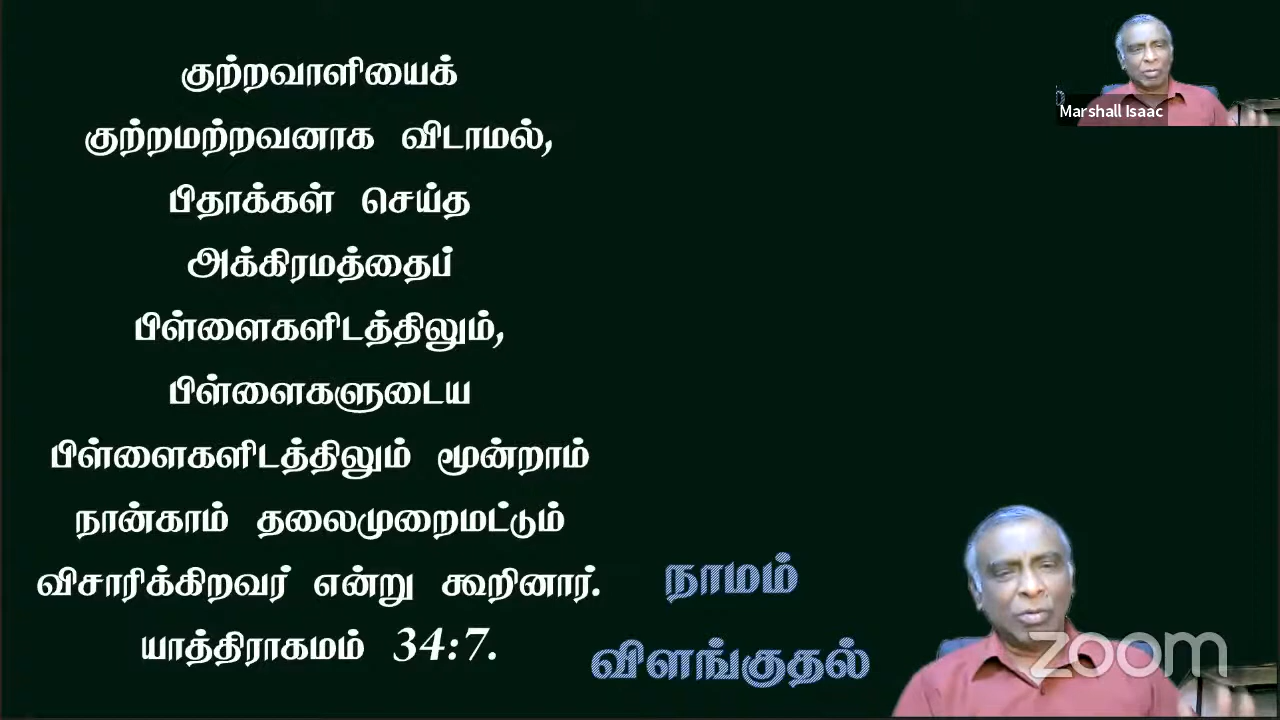 குற்றவாளியைக்
குற்றமற்றவனாக விடாமல்,
பிதாக்கள் செய்த
அக்கிரமத்தைப்
பிள்ளைகளிடத்திலும்,
பிள்ளைகளுடைய
பிள்ளைகளிடத்திலும் மூன்றாம்
நான்காம் தலைமுறைமட்டும்
விசாரிக்கிறவர் என்று கூறினார்.
யாத்திராகமம் 34:7.
நாமம்
விளங்குதல்
Marshall Isaac
zoom